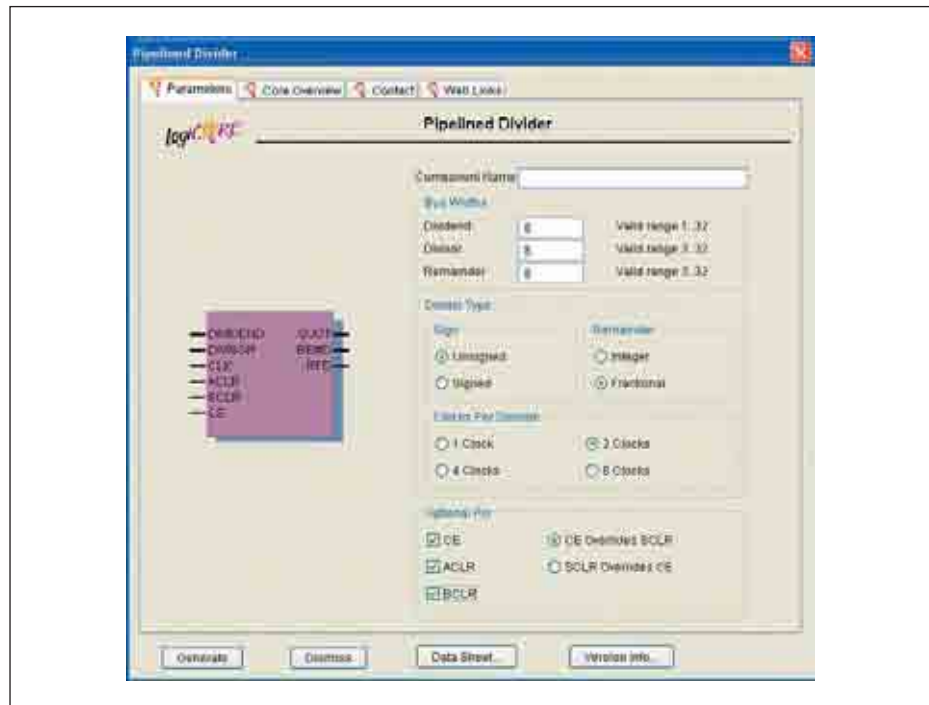 Pipelined Divider
Parameters Core Overview Contact Web Links
logiCORE
Pipelined Divider
Component Name
Bus Widths
Dividend Valid range 1..32
Divisor Valid range 3..32
Remainder Valid range 3..32
Divider Type
Sign Remainder
Unsigned Integer
Signed Fractional
Clocks Per Division
1 Clock 2 Clocks
4 Clocks 8 Clocks
DIVIDEND QUOT
DIVISOR REMD
CLK RFD
ACLR
SCLR
CE
Optional Pin
CE CE Overrides SCLR
ACLR SCLR Overrides CE
SCLR
Generate Dismiss Data Sheet... Version Info...